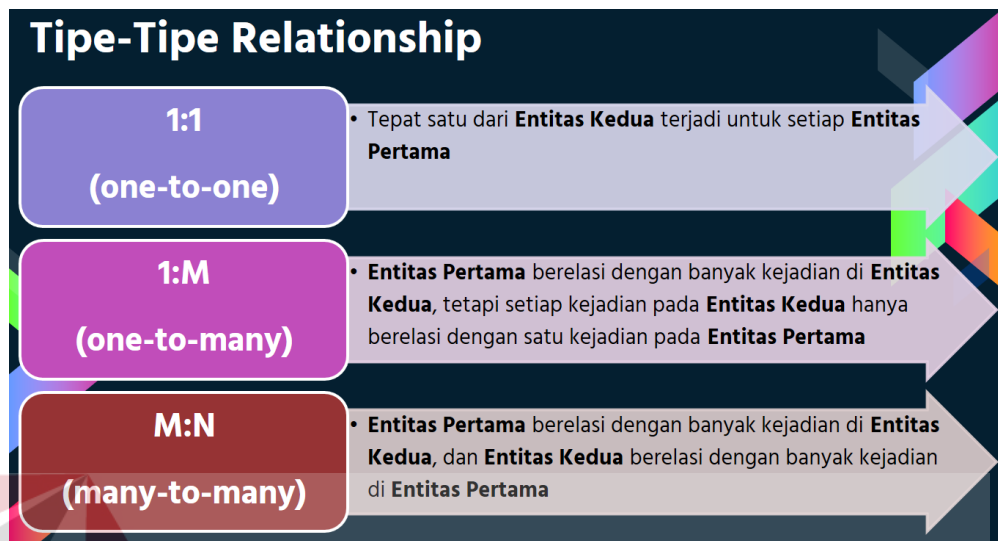 Tipe-Tipe Relationship
1:1
(one-to-one)
• Tepat satu dari Entitas Kedua terjadi untuk setiap Entitas
Pertama
1:M
(one-to-many)
• Entitas Pertama berelasi dengan banyak kejadian di Entitas
Kedua, tetapi setiap kejadian pada Entitas Kedua hanya
berelasi dengan satu kejadian pada Entitas Pertama
M:N
(many-to-many)
• Entitas Pertama berelasi dengan banyak kejadian di Entitas
Kedua, dan Entitas Kedua berelasi dengan banyak kejadian
di Entitas Pertama